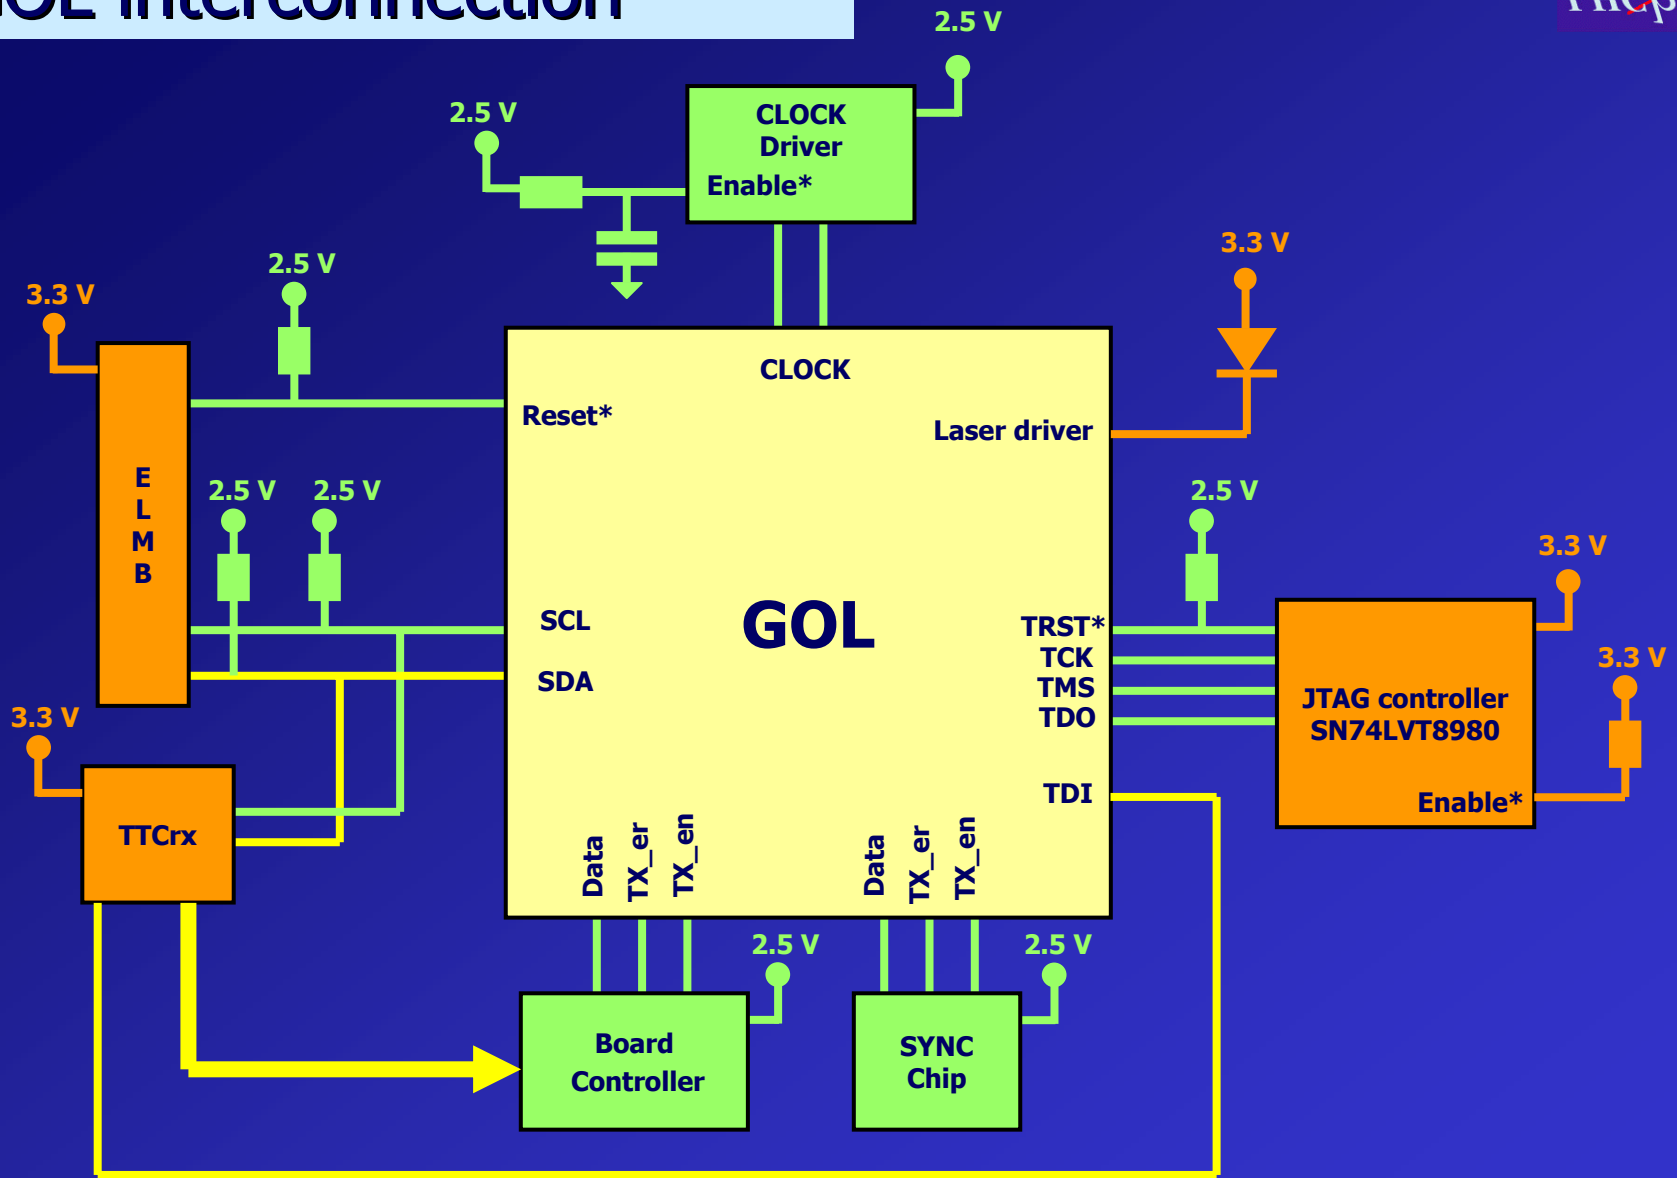 GOL interconnection
2.5 V
2.5 V
CLOCK
Driver
Enable*
3.3 V
2.5 V
3.3 V
CLOCK
Reset*
Laser driver
E
L
M
B
2.5 V
2.5 V
2.5 V
3.3 V
SCL
GOL
TRST*
TCK
SDA
TMS
TDO
3.3 V
JTAG controller
SN74LVT8980
Enable*
3.3 V
TTCrx
TDI
Data
TX_er
TX_en
Data
TX_er
TX_en
2.5 V
2.5 V
Board
Controller
SYNC
Chip